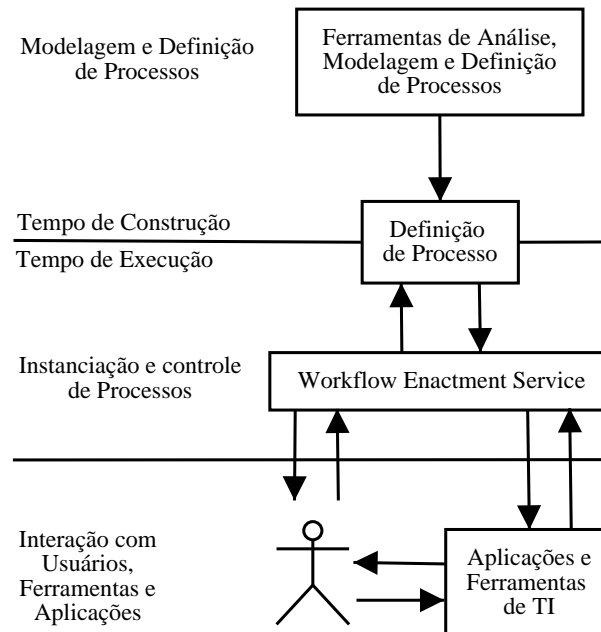 Modelagem e Definição
de Processos
Ferramentas de Análise,
Modelagem e Definição
de Processos
Tempo de Construção
Tempo de Execução
Definição
de Processo
Instanciação e controle
de Processos
Workflow Enactment Service
Interação com
Usuários,
Ferramentas e
Aplicações
Aplicações e
Ferramentas
de TI